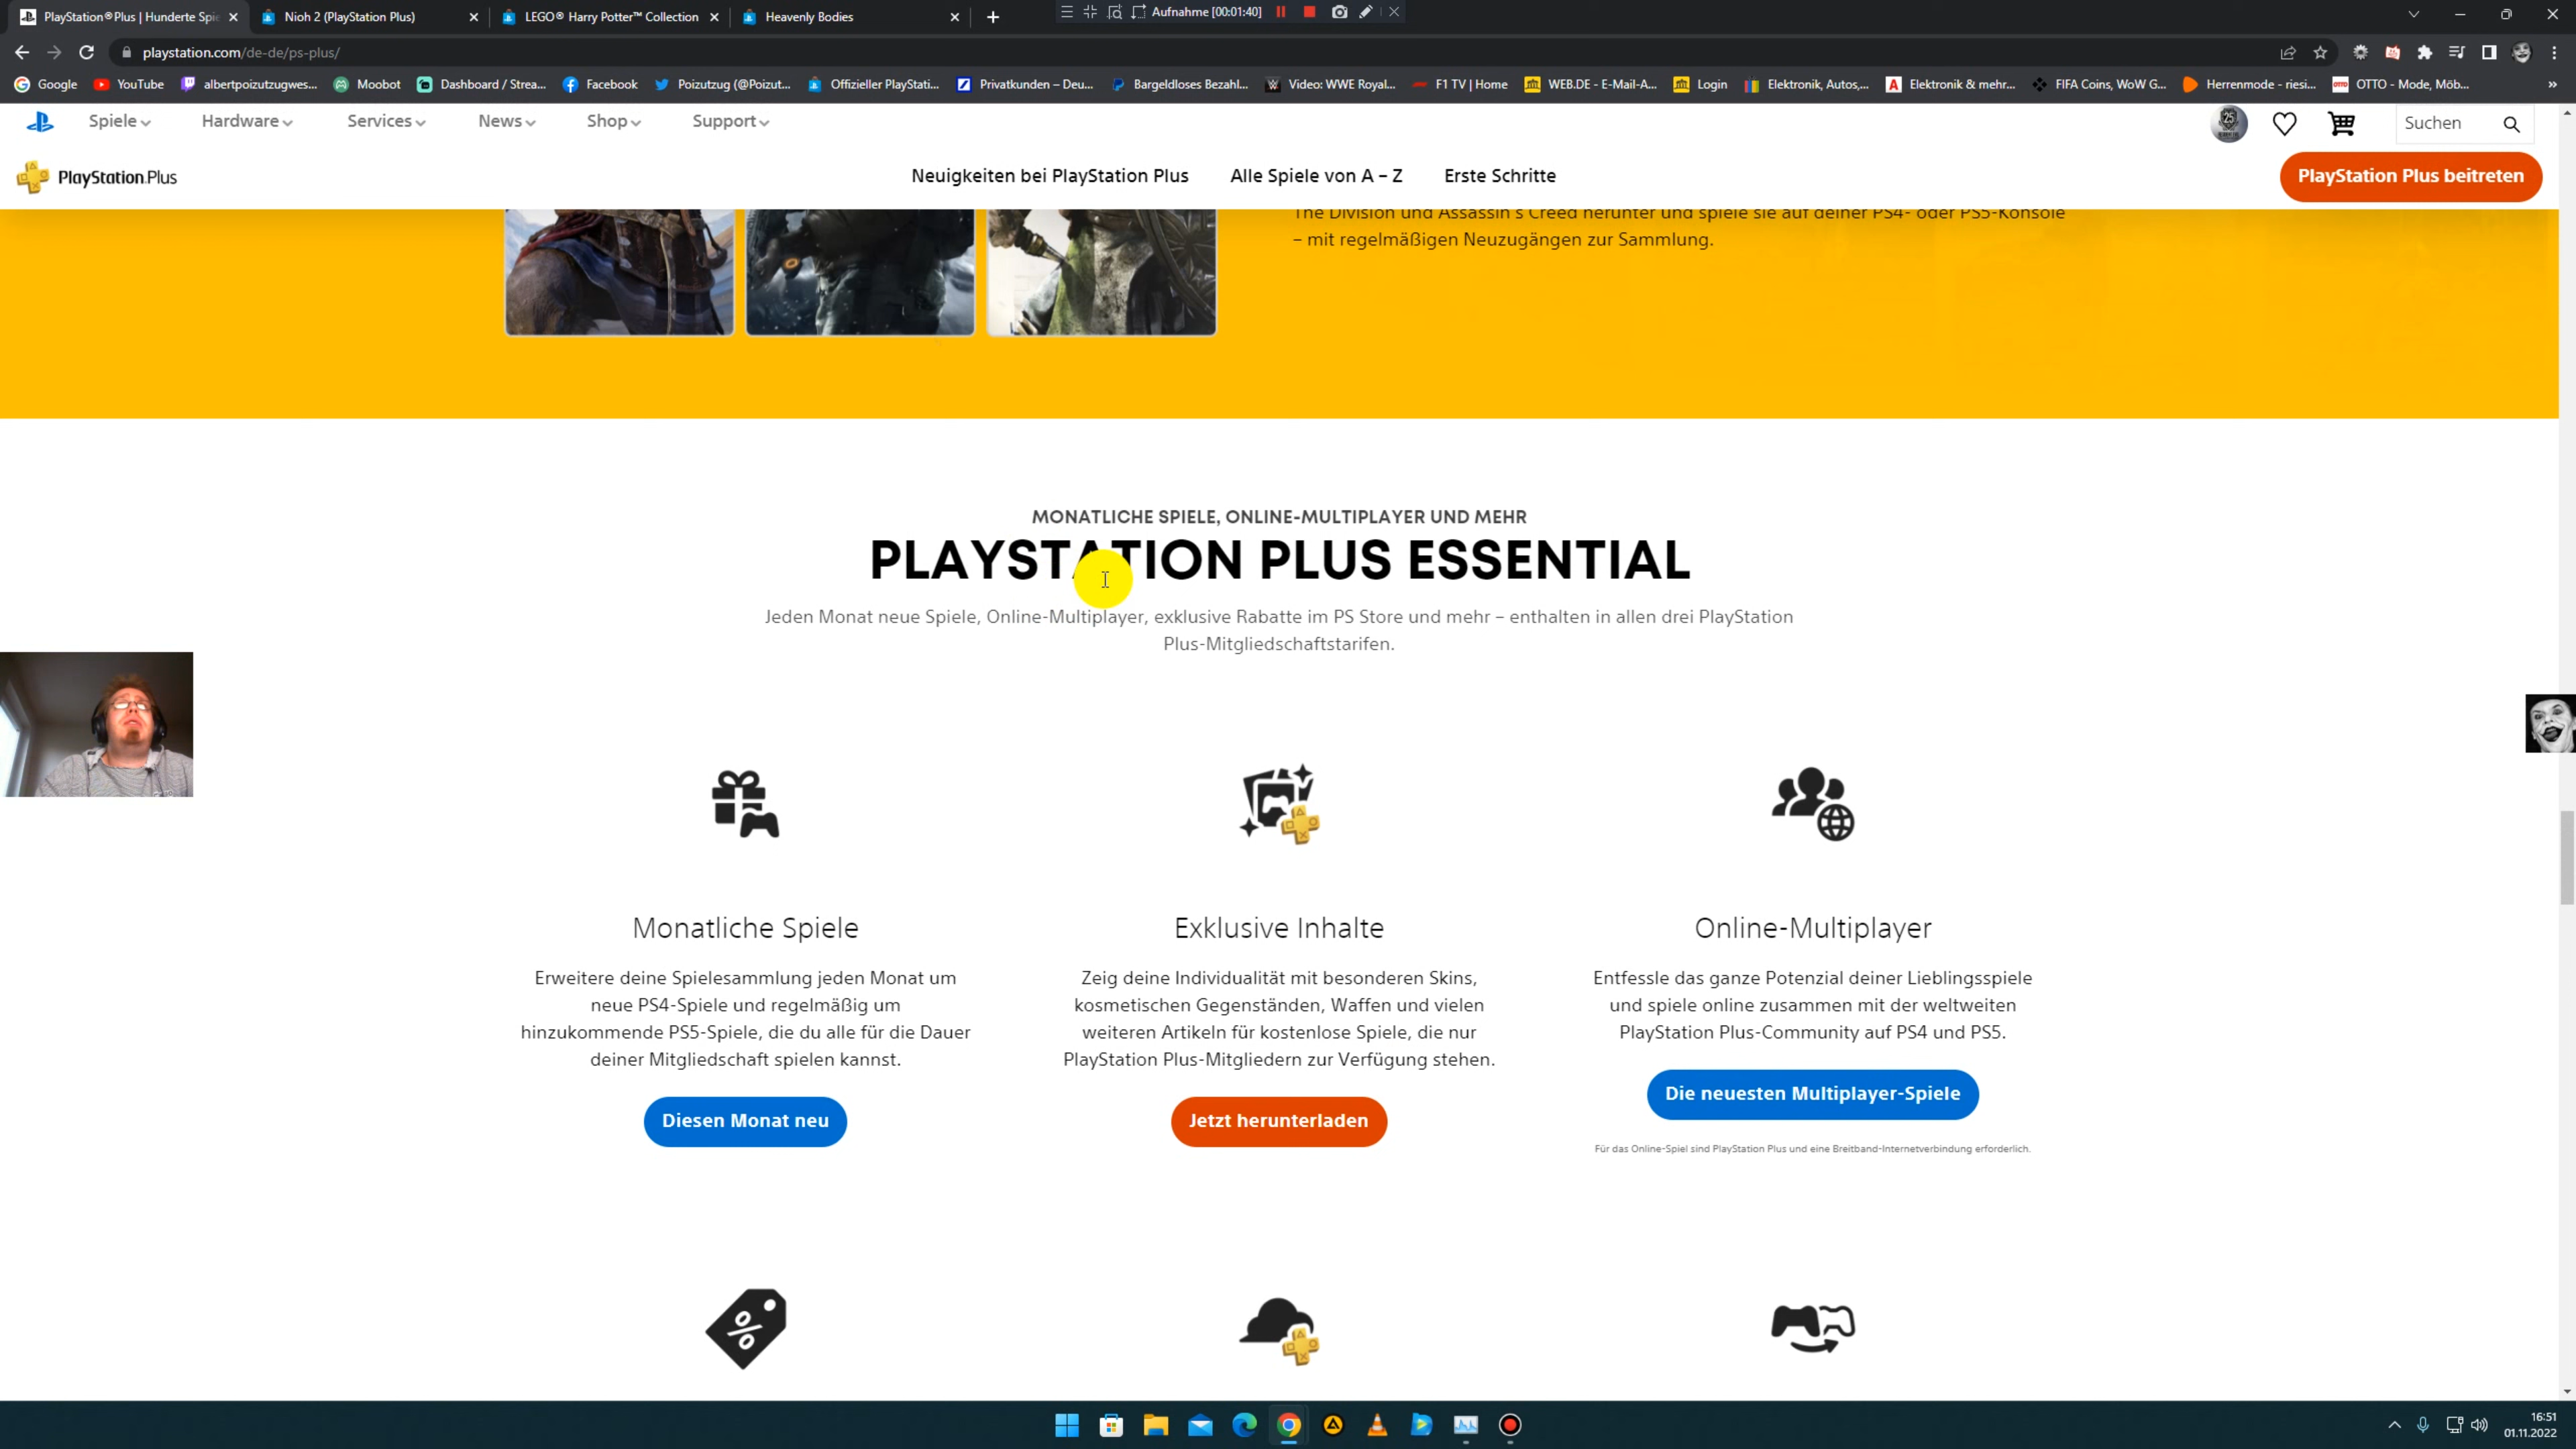 PlayStation®Plus | Hunderte Spie
Nioh 2 (PlayStation Plus)
LEGO® Harry Potter™ Collection
Heavenly Bodies
Aufnahme [00:01:40]
playstation.com/de-de/ps-plus/
Google
YouTube
albertpoizutzugwes...
Moobot
Dashboard / Strea...
Facebook
Poizutzug (@Poizut...
Offizieller PlayStati...
Privatkunden – Deu...
Bargeldloses Bezahl...
Video: WWE Royal...
F1 TV | Home
WEB.DE - E-Mail-A...
Login
Elektronik, Autos,...
Elektronik & mehr...
FIFA Coins, WoW G...
Herrenmode - riesi...
OTTO - Mode, Möb...
Spiele
Hardware
Services
News
Shop
Support
Suchen
PlayStation.Plus
Neuigkeiten bei PlayStation Plus
Alle Spiele von A – Z
Erste Schritte
PlayStation Plus beitreten
The Division und Assassin's Creed herunter und spiele sie auf deiner PS4- oder PS5-Konsole
– mit regelmäßigen Neuzugängen zur Sammlung.
MONATLICHE SPIELE, ONLINE-MULTIPLAYER UND MEHR
PLAYSTATION PLUS ESSENTIAL
Jeden Monat neue Spiele, Online-Multiplayer, exklusive Rabatte im PS Store und mehr – enthalten in allen drei PlayStation
Plus-Mitgliedschaftstarifen.
Monatliche Spiele
Erweitere deine Spielesammlung jeden Monat um
neue PS4-Spiele und regelmäßig um
hinzukommende PS5-Spiele, die du alle für die Dauer
deiner Mitgliedschaft spielen kannst.
Diesen Monat neu
Exklusive Inhalte
Zeig deine Individualität mit besonderen Skins,
kosmetischen Gegenständen, Waffen und vielen
weiteren Artikeln für kostenlose Spiele, die nur
PlayStation Plus-Mitgliedern zur Verfügung stehen.
Jetzt herunterladen
Online-Multiplayer
Entfessle das ganze Potenzial deiner Lieblingsspiele
und spiele online zusammen mit der weltweiten
PlayStation Plus-Community auf PS4 und PS5.
Die neuesten Multiplayer-Spiele
Für das Online-Spiel sind PlayStation Plus und eine Breitband-Internetverbindung erforderlich.
16:51
01.11.2022